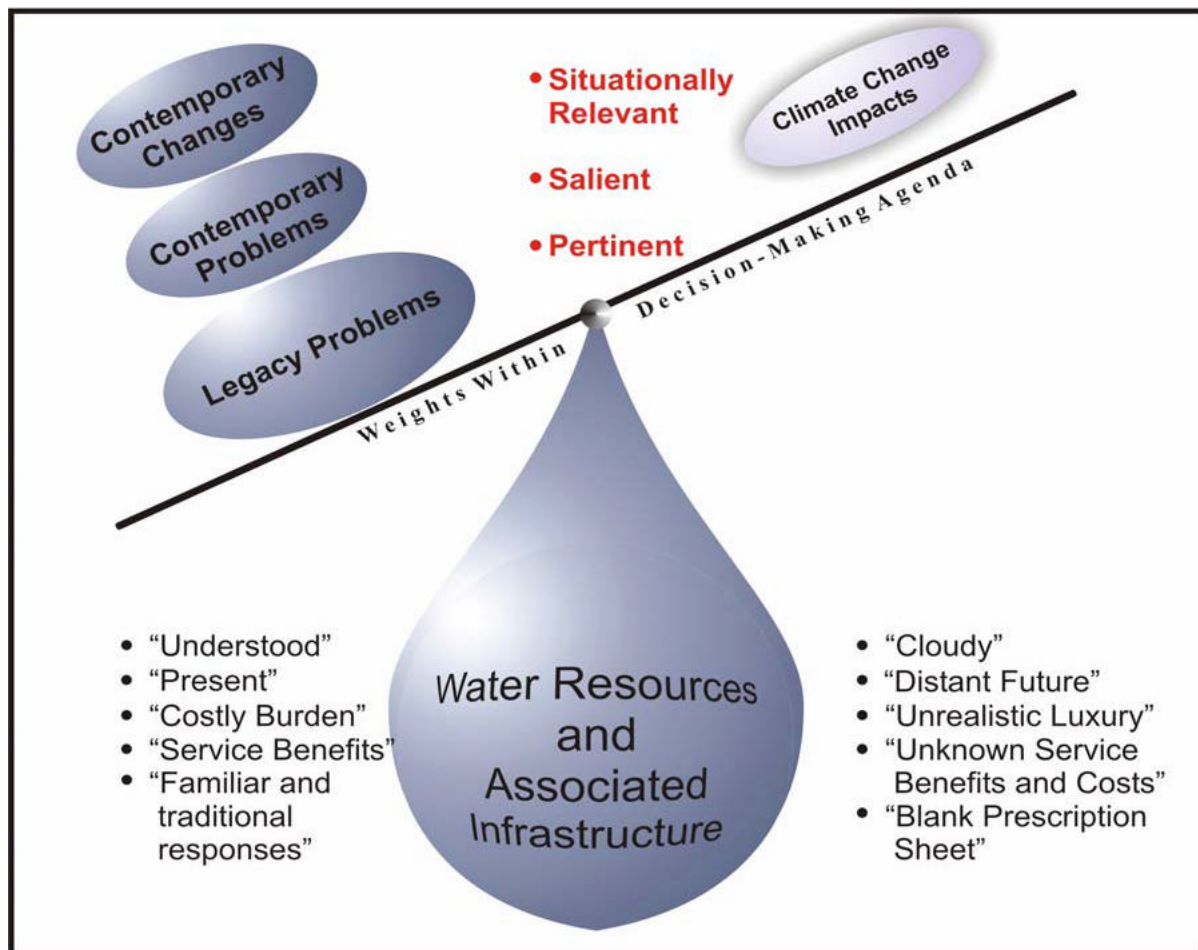 Contemporary
Changes
Contemporary
Problems
Legacy Problems
• Situationally
Relevant
• Salient
• Pertinent
Climate Change
Impacts
Weights Within
Decision-Making Agenda
• “Understood”
• “Present”
• “Costly Burden”
• “Service Benefits”
• “Familiar and
traditional
responses”
Water Resources
and
Associated
Infrastructure
• “Cloudy”
• “Distant Future”
• “Unrealistic Luxury”
• “Unknown Service
Benefits and Costs”
• “Blank Prescription
Sheet”